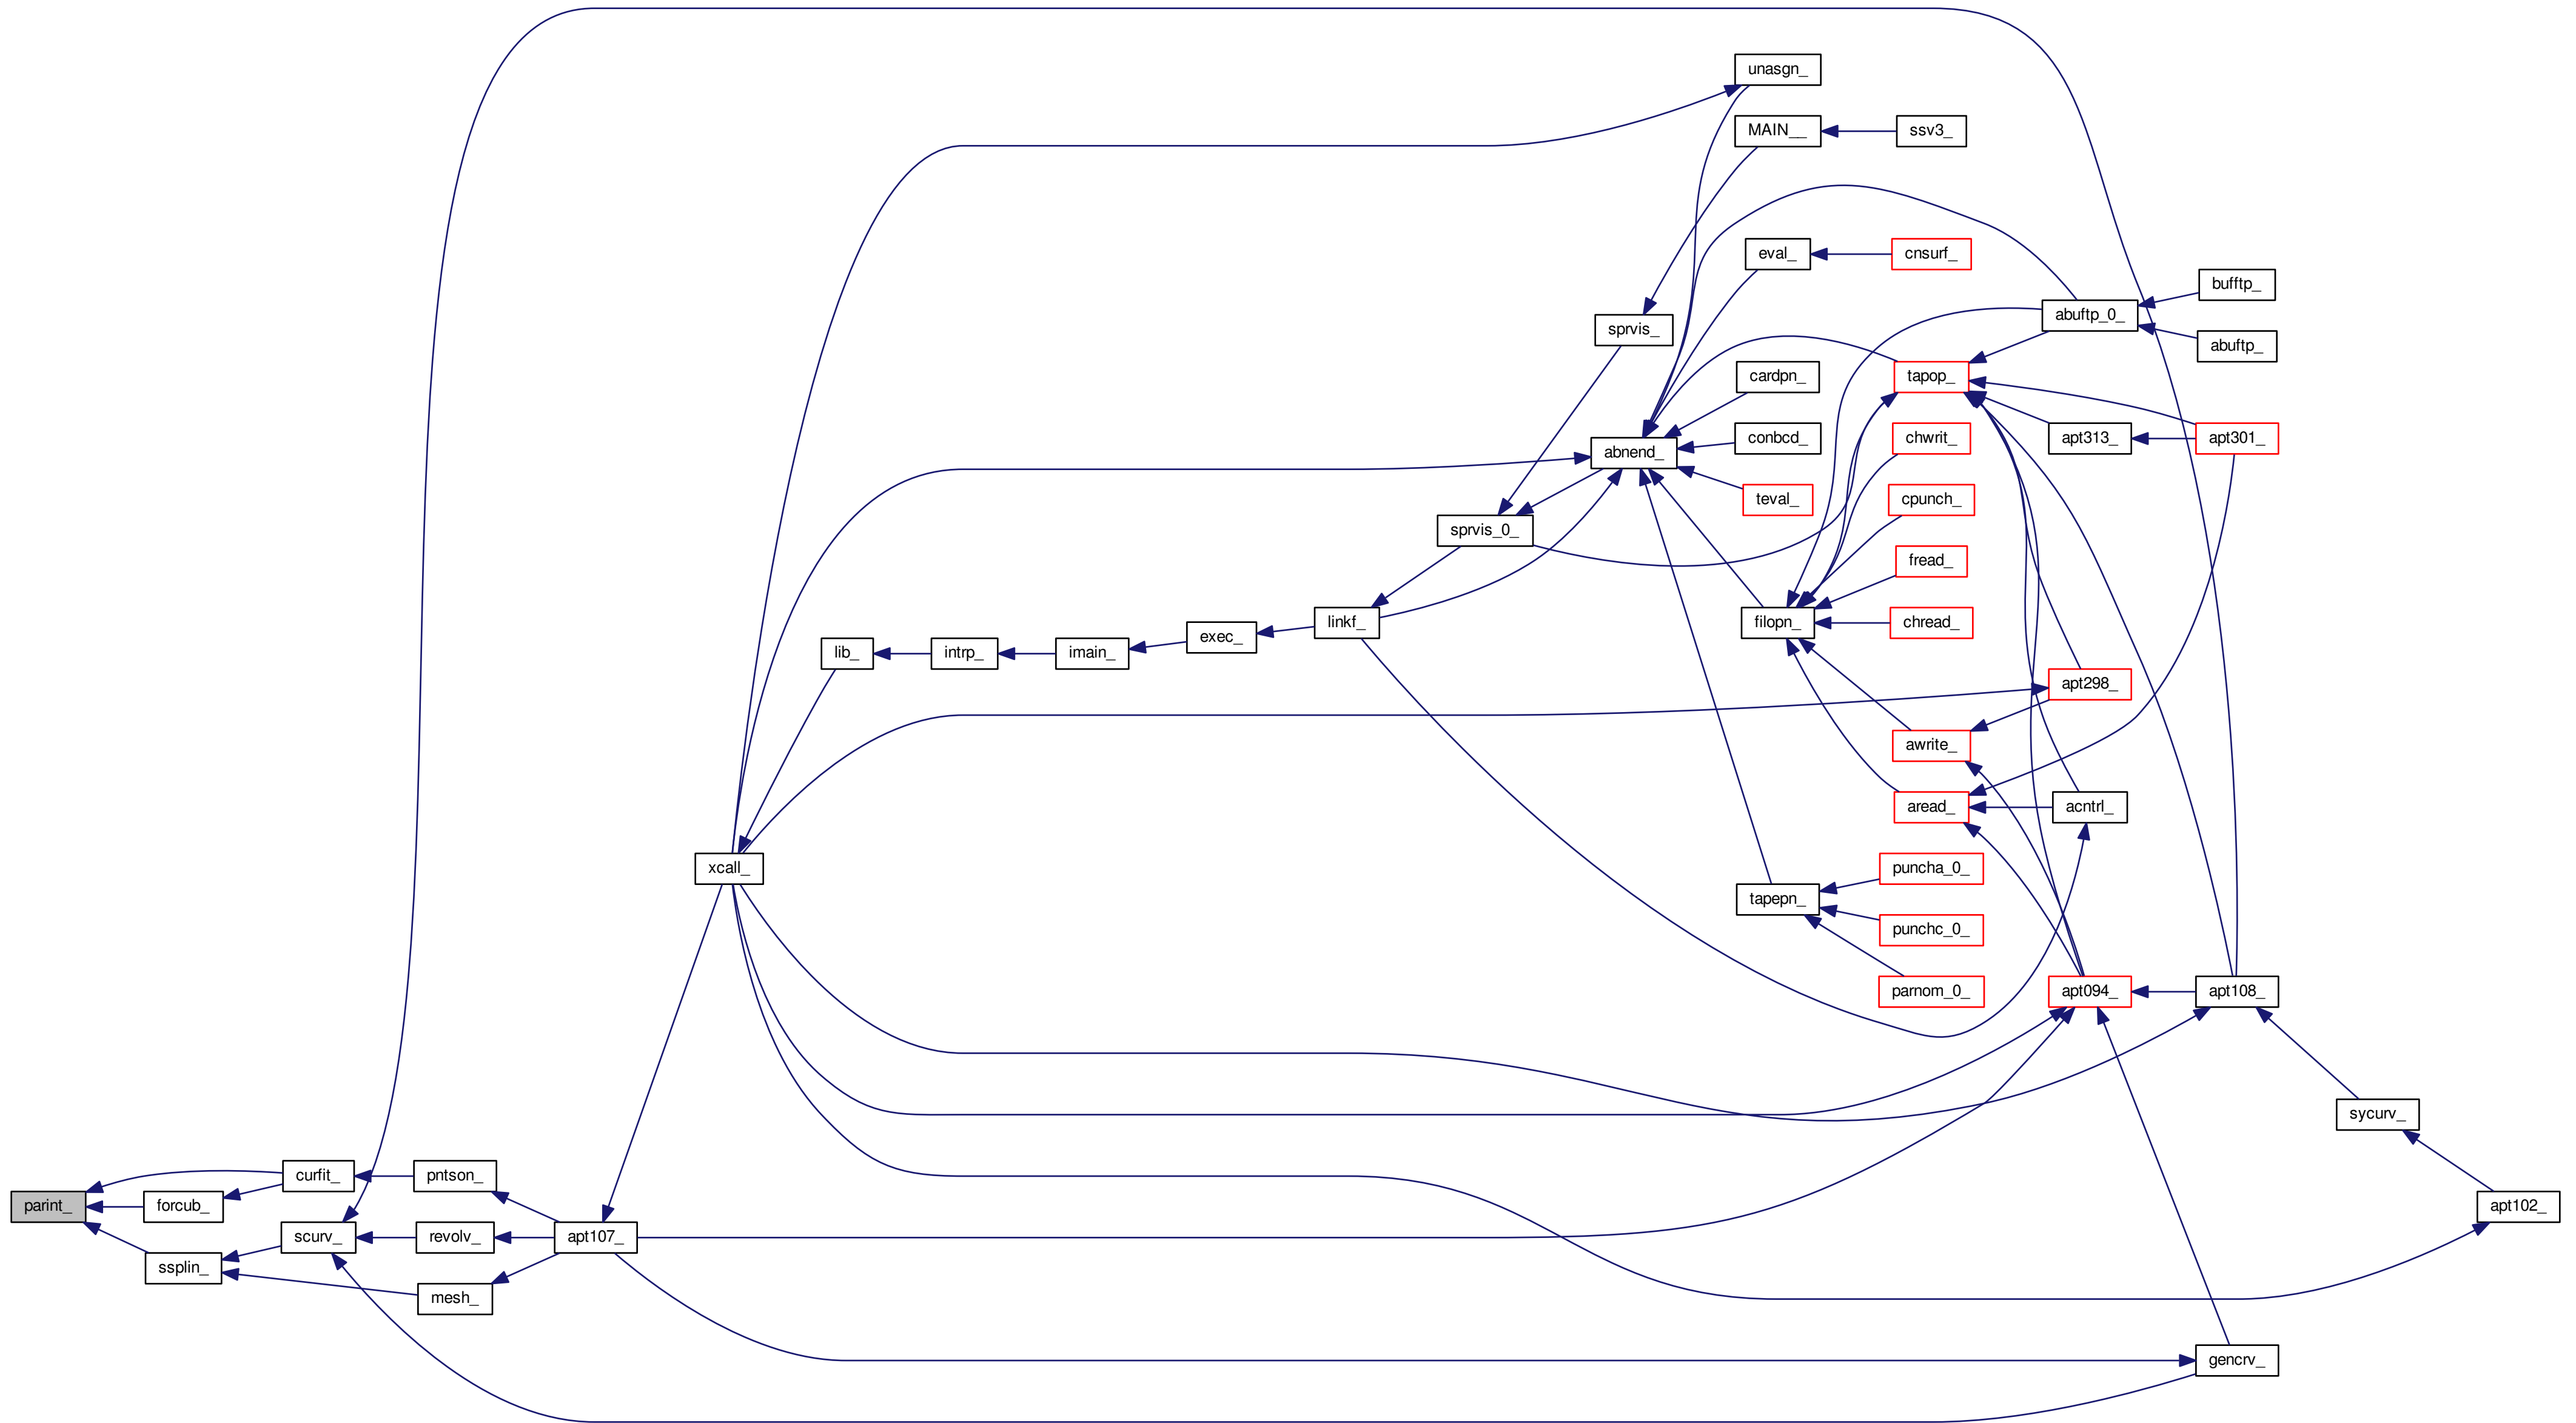 unasgn_
MAIN__
ssv3_
eval_
cnsurf_
bufftp_
abuftp_0_
sprvis_
abuftp_
cardpn_
tapop_
conbcd_
chwrit_
apt313_
apt301_
abnend_
teval_
cpunch_
sprvis_0_
fread_
linkf_
filopn_
chread_
exec_
lib_
intrp_
imain_
apt298_
awrite_
aread_
acntrl_
xcall_
puncha_0_
tapepn_
punchc_0_
parnom_0_
apt094_
apt108_
sycurv_
curfit_
pntson_
parint_
forcub_
apt102_
scurv_
revolv_
apt107_
ssplin_
mesh_
gencrv_